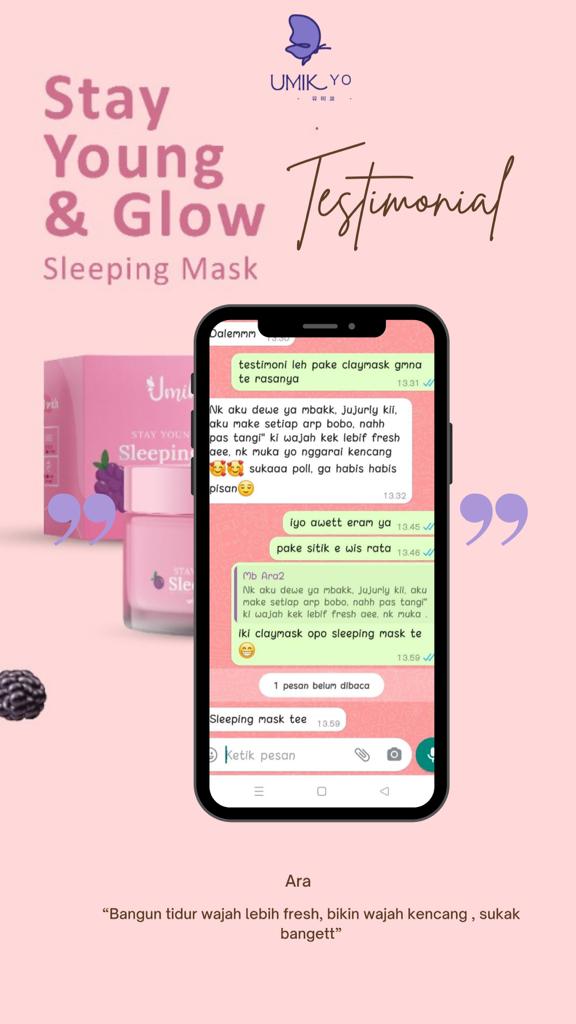 UMIKYO
Stay
Young
& Glow
Sleeping Mask
Testimonial
Dalemmm 13.30
testimoni leh pake claymask gmna
te rasanya
13.31
Nk aku dewe ya mbakk, jujurly kii,
aku make setiap arp bobo, nahh
pas tangi" ki wajah kek lebif fresh
aee, nk muka yo nggarai kencang
🥰🥰 sukaaa poll, ga habis habis
pisan😍
13.32
iyo awett eram ya 13.45
pake sitik e wis rata 13.46
Mb Ara2
Nk aku dewe ya mbakk, jujurly kii, aku
make setiap arp bobo, nahh pas tangi"
ki wajah kek lebif fresh aee, nk muka .
iki claymask opo sleeping mask te
😁
13.59
1 pesan belum dibaca
Sleeping mask tee 13.59
Ketik pesan
STAY
Ara
“Bangun tidur wajah lebih fresh, bikin wajah kencang , sukak
bangett”